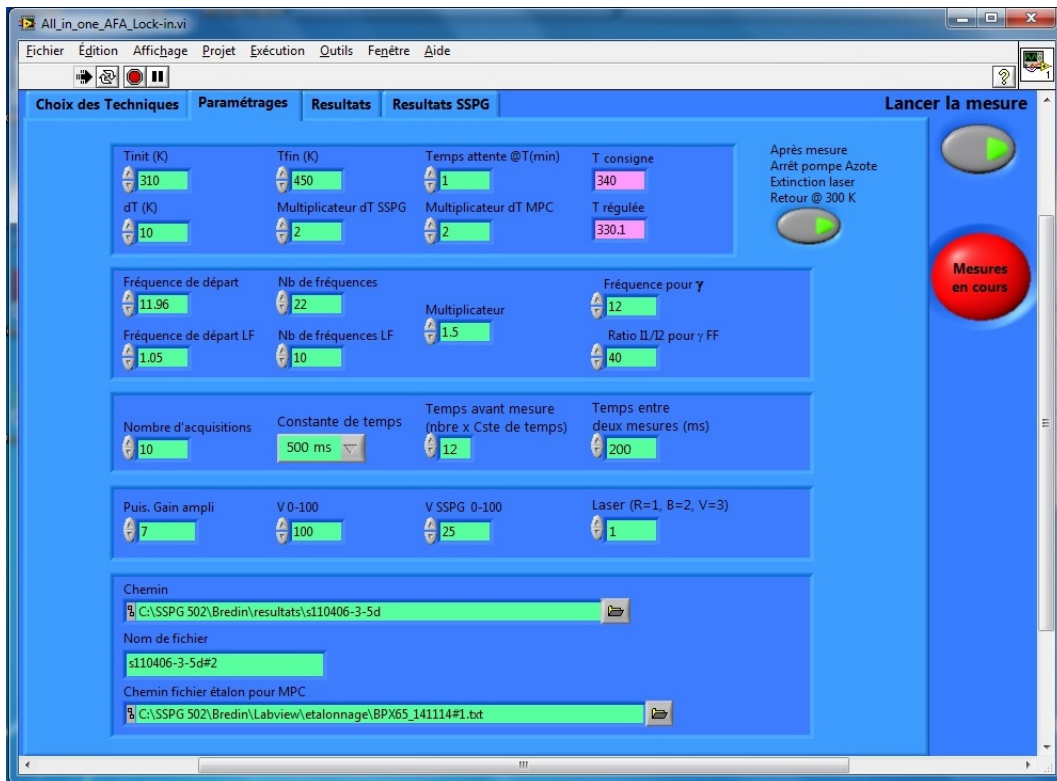 All_in_one_AFA_Lock-in.vi
Fichier Édition Affichage Projet Exécution Outils Fenêtre Aide
1
Choix des Techniques Paramétrages Resultats Resultats SSPG Lancer la mesure
Tinit (K) Tfin (K) Temps attente @T(min) T consigne
310 450 1 340
dT (K) Multiplicateur dT SSPG Multiplicateur dT MPC T régulée
10 2 2 330.1
Après mesure
Arrêt pompe Azote
Extinction laser
Retour @ 300 K
Mesures
en cours
Fréquence de départ Nb de fréquences Multiplicateur Fréquence pour γ
11.96 22 1.5 12
Fréquence de départ LF Nb de fréquences LF Ratio I1/I2 pour γ FF
1.05 10 40
Nombre d'acquisitions Constante de temps Temps avant mesure Temps entre
(nbre x Cste de temps) deux mesures (ms)
10 500 ms 12 200
Puis. Gain ampli V 0-100 V SSPG 0-100 Laser (R=1, B=2, V=3)
7 100 25 1
Chemin
C:\SSPG 502\Bredin\resultats\s110406-3-5d
Nom de fichier
s110406-3-5d#2
Chemin fichier étalon pour MPC
C:\SSPG 502\Bredin\Labview\etalonnage\BPX65_141114#1.txt